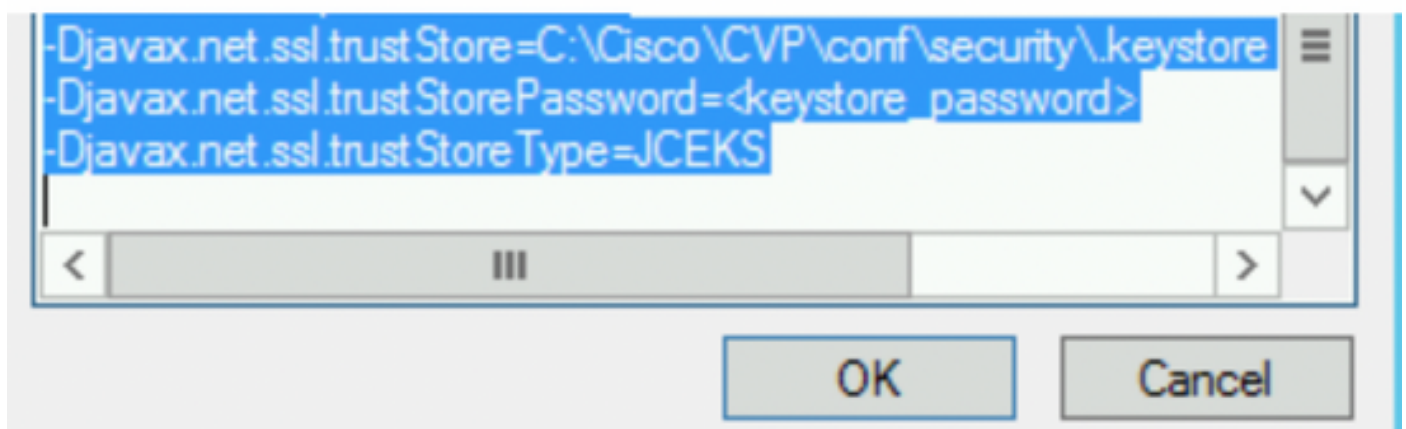 -Djavax.net.ssl.trustStore=C:\Cisco\CVP\conf\security\.keystore
-Djavax.net.ssl.trustStorePassword=<keystore_password>
-Djavax.net.ssl.trustStoreType=JCEKS
OK Cancel